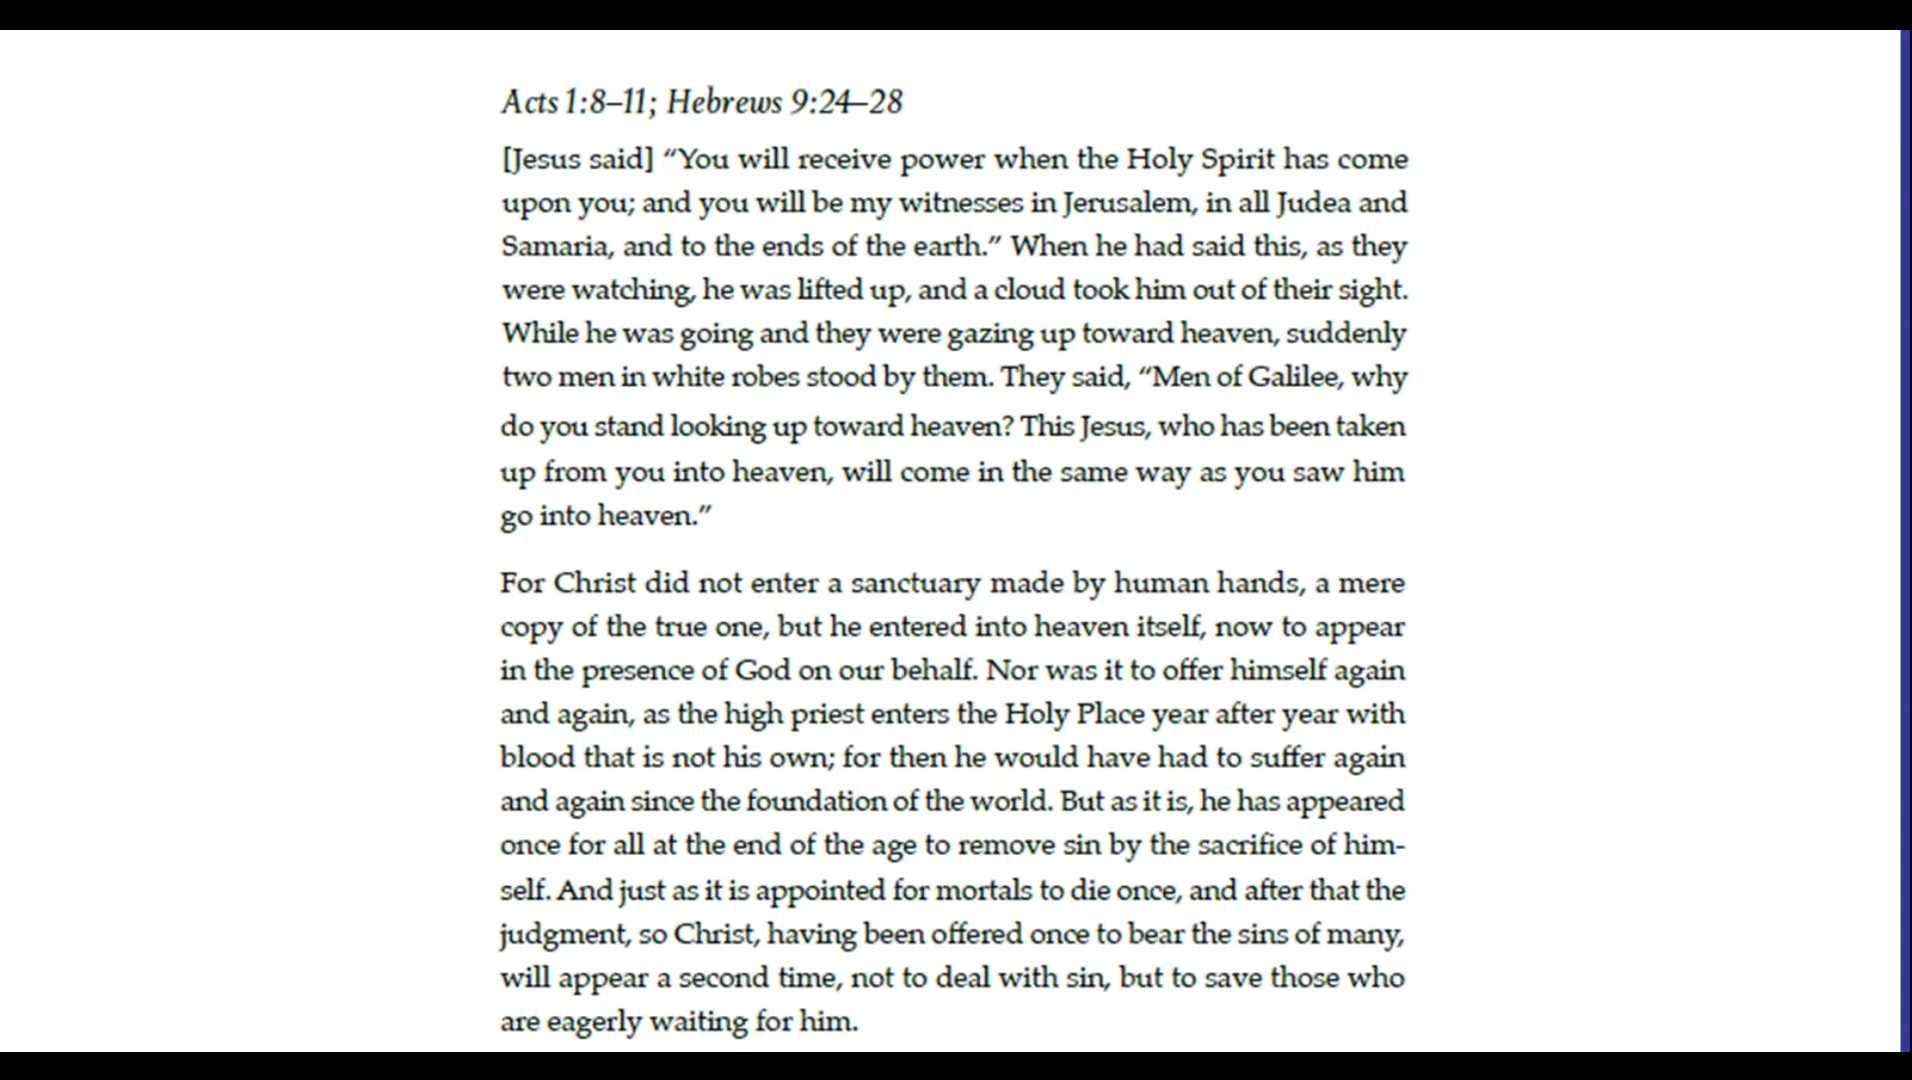 Acts 1:8–11; Hebrews 9:24–28
[Jesus said] “You will receive power when the Holy Spirit has come
upon you; and you will be my witnesses in Jerusalem, in all Judea and
Samaria, and to the ends of the earth.” When he had said this, as they
were watching, he was lifted up, and a cloud took him out of their sight.
While he was going and they were gazing up toward heaven, suddenly
two men in white robes stood by them. They said, “Men of Galilee, why
do you stand looking up toward heaven? This Jesus, who has been taken
up from you into heaven, will come in the same way as you saw him
go into heaven.”
For Christ did not enter a sanctuary made by human hands, a mere
copy of the true one, but he entered into heaven itself, now to appear
in the presence of God on our behalf. Nor was it to offer himself again
and again, as the high priest enters the Holy Place year after year with
blood that is not his own; for then he would have had to suffer again
and again since the foundation of the world. But as it is, he has appeared
once for all at the end of the age to remove sin by the sacrifice of him-
self. And just as it is appointed for mortals to die once, and after that the
judgment, so Christ, having been offered once to bear the sins of many,
will appear a second time, not to deal with sin, but to save those who
are eagerly waiting for him.